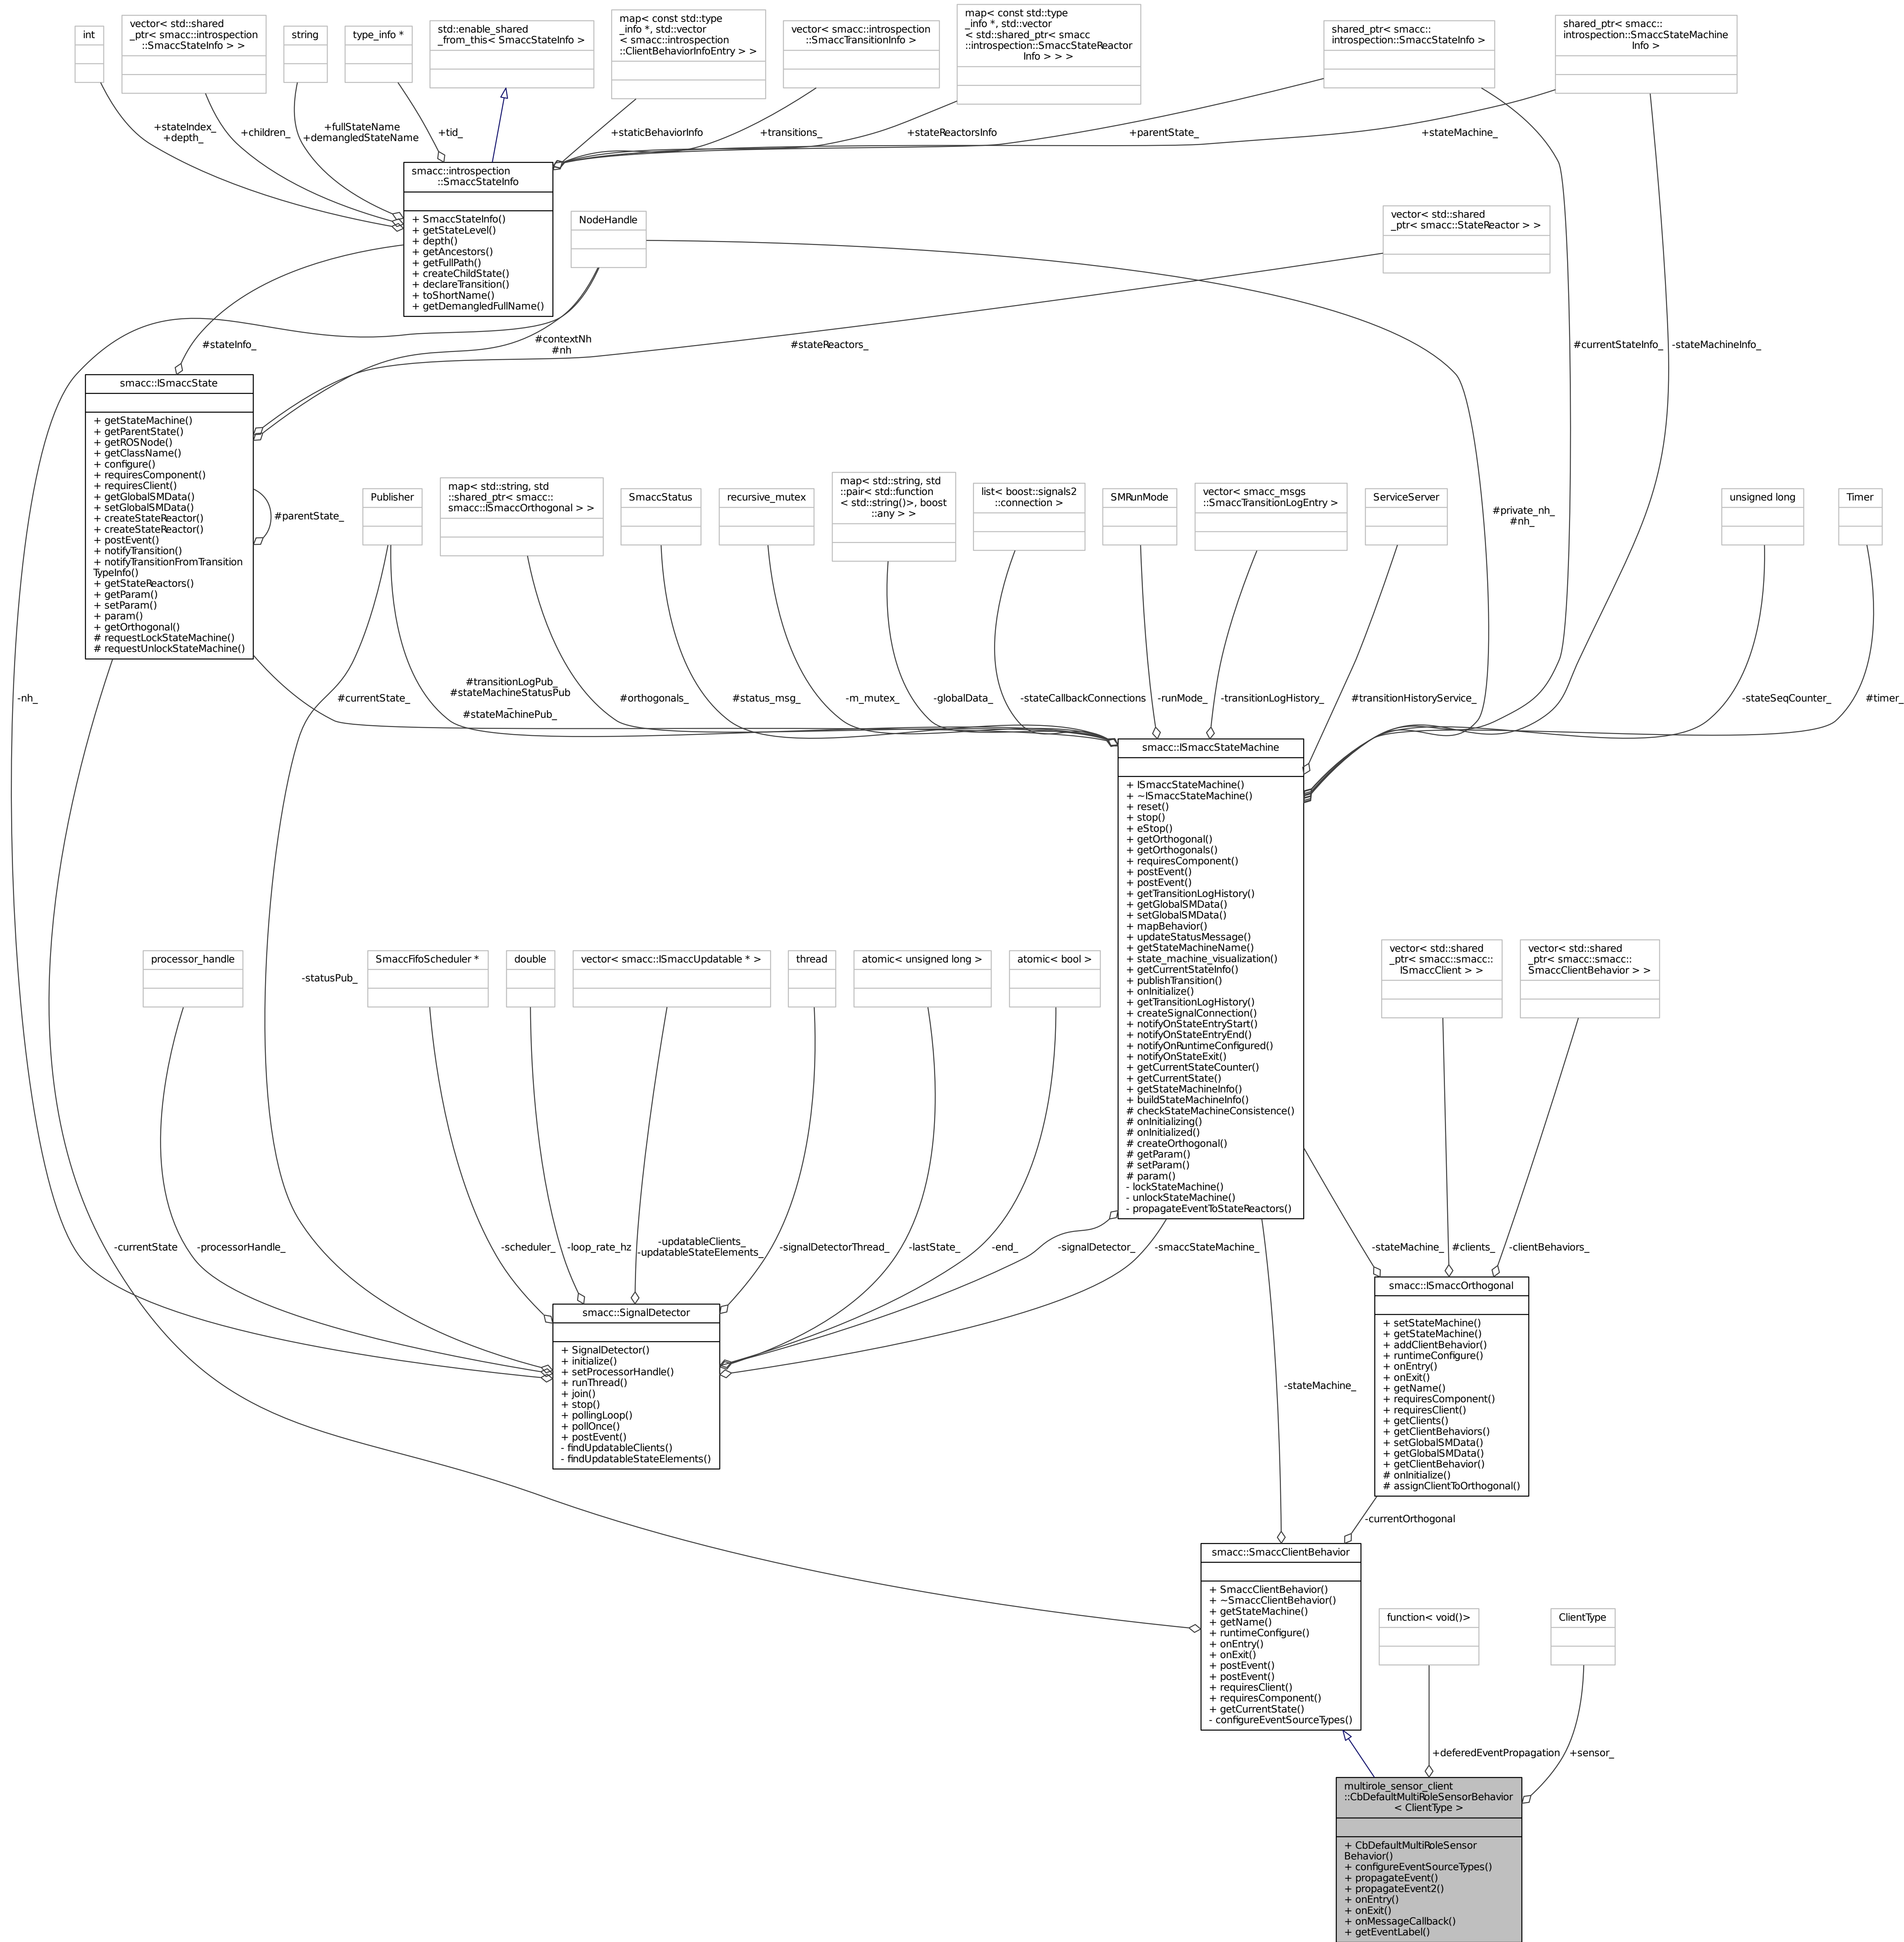 int
vector< std::shared
_ptr< smacc::introspection
::SmaccStateInfo > >
string
type_info *
std::enable_shared
_from_this< SmaccStateInfo >
map< const std::type
_info *, std::vector
< smacc::introspection
::ClientBehaviorInfoEntry > >
vector< smacc::introspection
::SmaccTransitionInfo >
map< const std::type
_info *, std::vector
< std::shared_ptr< smacc
::introspection::SmaccStateReactor
Info > > >
shared_ptr< smacc::
introspection::SmaccStateInfo >
shared_ptr< smacc::
introspection::SmaccStateMachine
Info >
+stateIndex_
+depth_
+children_
+fullStateName
+demangledStateName
+tid_
+staticBehaviorInfo
+transitions_
+stateReactorsInfo
+parentState_
+stateMachine_
smacc::introspection
::SmaccStateInfo
+ SmaccStateInfo()
+ getStateLevel()
+ depth()
+ getAncestors()
+ getFullPath()
+ createChildState()
+ declareTransition()
+ toShortName()
+ getDemangledFullName()
NodeHandle
vector< std::shared
_ptr< smacc::StateReactor > >
#stateInfo_
#contextNh
#nh
#stateReactors_
#currentStateInfo_
-stateMachineInfo_
smacc::ISmaccState
+ getStateMachine()
+ getParentState()
+ getROSNode()
+ getClassName()
+ configure()
+ requiresComponent()
+ requiresClient()
+ getGlobalSMData()
+ setGlobalSMData()
+ createStateReactor()
+ createStateReactor()
+ postEvent()
+ notifyTransition()
+ notifyTransitionFromTransition
TypeInfo()
+ getStateReactors()
+ getParam()
+ setParam()
+ param()
+ getOrthogonal()
# requestLockStateMachine()
# requestUnlockStateMachine()
#parentState_
Publisher
map< std::string, std
::shared_ptr< smacc::
smacc::ISmaccOrthogonal > >
SmaccStatus
recursive_mutex
map< std::string, std
::pair< std::function
< std::string()>, boost
::any > >
list< boost::signals2
::connection >
SMRunMode
vector< smacc_msgs
::SmaccTransitionLogEntry >
ServiceServer
#private_nh_
#nh_
unsigned long
Timer
-nh_
#currentState_
#transitionLogPub_
#stateMachineStatusPub
_
#stateMachinePub_
#orthogonals_
#status_msg_
-m_mutex_
-globalData_
-stateCallbackConnections
-runMode_
-transitionLogHistory_
#transitionHistoryService_
-stateSeqCounter_
#timer_
smacc::ISmaccStateMachine
+ ISmaccStateMachine()
+ ~ISmaccStateMachine()
+ reset()
+ stop()
+ eStop()
+ getOrthogonal()
+ getOrthogonals()
+ requiresComponent()
+ postEvent()
+ postEvent()
+ getTransitionLogHistory()
+ getGlobalSMData()
+ setGlobalSMData()
+ mapBehavior()
+ updateStatusMessage()
+ getStateMachineName()
+ state_machine_visualization()
+ getCurrentStateInfo()
+ publishTransition()
+ onInitialize()
+ getTransitionLogHistory()
+ createSignalConnection()
+ notifyOnStateEntryStart()
+ notifyOnStateEntryEnd()
+ notifyOnRuntimeConfigured()
+ notifyOnStateExit()
+ getCurrentStateCounter()
+ getCurrentState()
+ getStateMachineInfo()
+ buildStateMachineInfo()
# checkStateMachineConsistence()
# onInitializing()
# onInitialized()
# createOrthogonal()
# getParam()
# setParam()
# param()
- lockStateMachine()
- unlockStateMachine()
- propagateEventToStateReactors()
processor_handle
-statusPub_
SmaccFifoScheduler *
double
vector< smacc::ISmaccUpdatable * >
thread
atomic< unsigned long >
atomic< bool >
vector< std::shared
_ptr< smacc::smacc::
ISmaccClient > >
vector< std::shared
_ptr< smacc::smacc::
SmaccClientBehavior > >
-currentState
-processorHandle_
-scheduler_
-loop_rate_hz
-updatableClients_
-updatableStateElements_
-signalDetectorThread_
-lastState_
-end_
-signalDetector_
-smaccStateMachine_
-stateMachine_
#clients_
-clientBehaviors_
smacc::SignalDetector
+ SignalDetector()
+ initialize()
+ setProcessorHandle()
+ runThread()
+ join()
+ stop()
+ pollingLoop()
+ pollOnce()
+ postEvent()
- findUpdatableClients()
- findUpdatableStateElements()
smacc::ISmaccOrthogonal
+ setStateMachine()
+ getStateMachine()
+ addClientBehavior()
+ runtimeConfigure()
+ onEntry()
+ onExit()
+ getName()
+ requiresComponent()
+ requiresClient()
+ getClients()
+ getClientBehaviors()
+ setGlobalSMData()
+ getGlobalSMData()
+ getClientBehavior()
# onInitialize()
# assignClientToOrthogonal()
-stateMachine_
-currentOrthogonal
smacc::SmaccClientBehavior
+ SmaccClientBehavior()
+ ~SmaccClientBehavior()
+ getStateMachine()
+ getName()
+ runtimeConfigure()
+ onEntry()
+ onExit()
+ postEvent()
+ postEvent()
+ requiresClient()
+ requiresComponent()
+ getCurrentState()
- configureEventSourceTypes()
function< void()>
ClientType
+deferedEventPropagation
+sensor_
multirole_sensor_client
::CbDefaultMultiRoleSensorBehavior
< ClientType >
+ CbDefaultMultiRoleSensor
Behavior()
+ configureEventSourceTypes()
+ propagateEvent()
+ propagateEvent2()
+ onEntry()
+ onExit()
+ onMessageCallback()
+ getEventLabel()